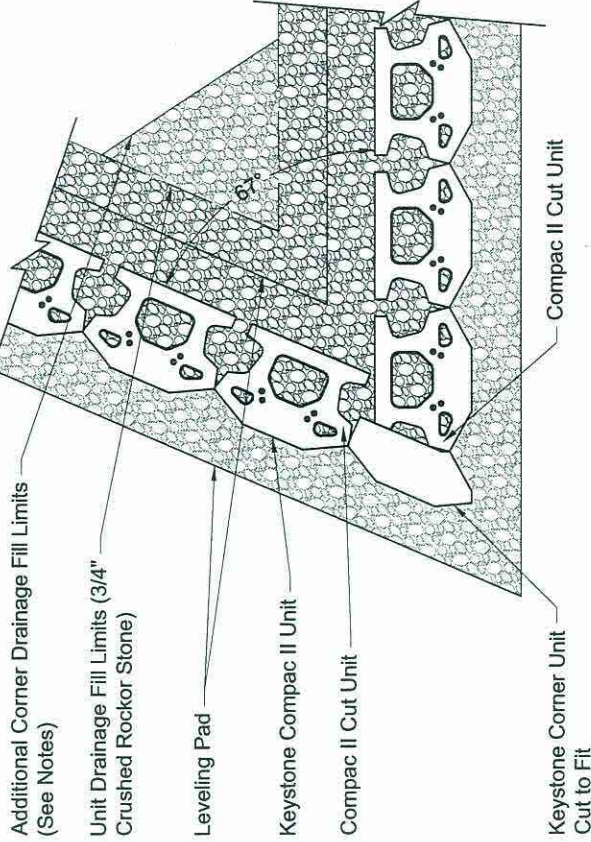 Additional Corner Drainage Fill Limits
(See Notes)
Unit Drainage Fill Limits (3/4"
Crushed Rockor Stone)
Leveling Pad
Keystone Compac II Unit
Compac II Cut Unit
Keystone Corner Unit
Cut to Fit
67°
Compac II Cut Unit